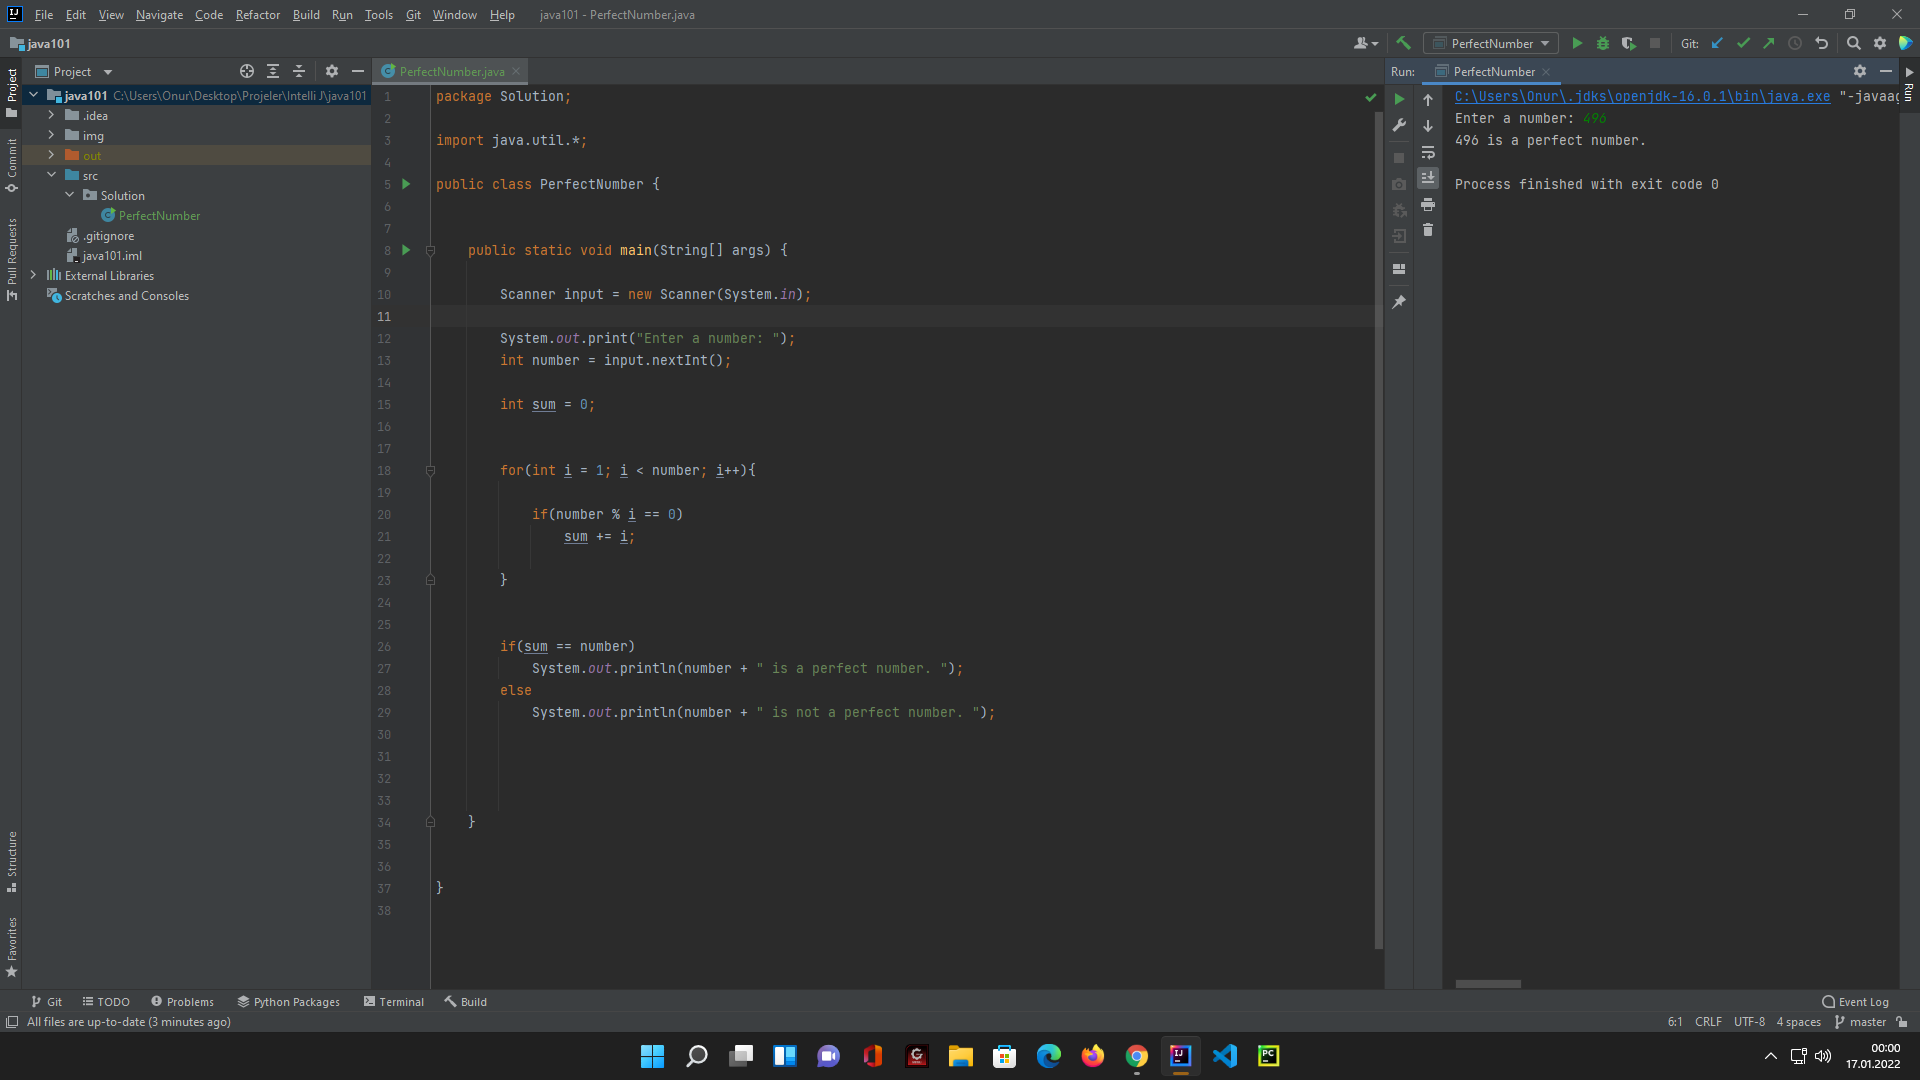 File Edit View Navigate Code Refactor Build Run Tools Git Window Help java101 - PerfectNumber.java
java101 PerfectNumber Git:
Project
Commit
Pull Requests
Structure
Favorites
Project
java101 C:\Users\Onur\Desktop\Projeler\Intelli J\java101
.idea
img
out
src
Solution
PerfectNumber
.gitignore
java101.iml
External Libraries
Scratches and Consoles
PerfectNumber.java
1 package Solution;
2
3 import java.util.*;
4
5 public class PerfectNumber {
6
7
8 public static void main(String[] args) {
9
10 Scanner input = new Scanner(System.in);
11
12 System.out.print("Enter a number: ");
13 int number = input.nextInt();
14
15 int sum = 0;
16
17
18 for(int i = 1; i < number; i++){
19
20 if(number % i == 0)
21 sum += i;
22
23 }
24
25
26 if(sum == number)
27 System.out.println(number + " is a perfect number. ");
28 else
29 System.out.println(number + " is not a perfect number. ");
30
31
32
33
34 }
35
36
37 }
38
Run: PerfectNumber
C:\Users\Onur\.jdks\openjdk-16.0.1\bin\java.exe "-javaag
Enter a number: 496
496 is a perfect number.
Process finished with exit code 0
Run
Git TODO Problems Python Packages Terminal Build Event Log
All files are up-to-date (3 minutes ago) 6:1 CRLF UTF-8 4 spaces master
00:00
17.01.2022